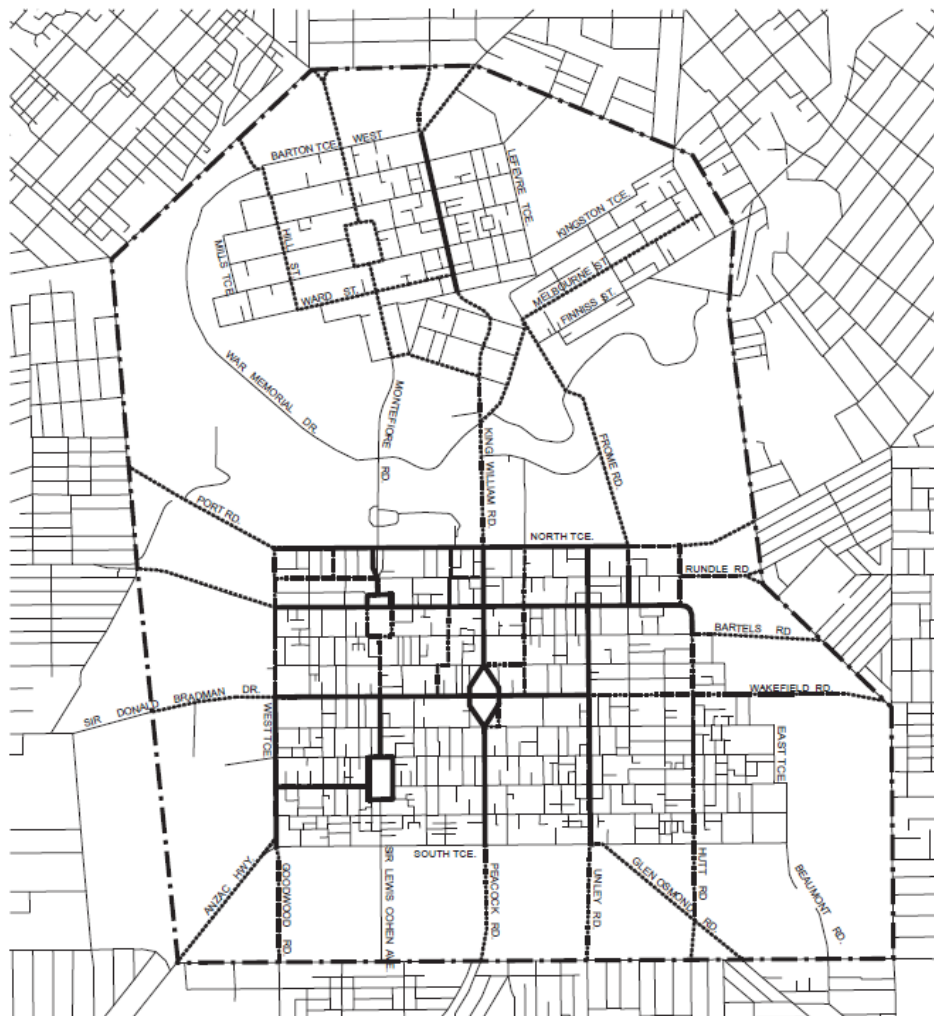 BARTON TCE WEST
LEFEVRE TCE.
KINGSTON TCE.
HILL ST.
MILLS TCE
MELBOURNE ST
WARD ST.
FINNISS ST.
WAR MEMORIAL DR.
MONTEFIORE RD.
KING WILLIAM RD.
FROME RD.
PORT RD.
NORTH TCE.
RUNDLE RD
BARTELS RD
SIR DONALD BRADMAN DR.
WAKEFIELD RD.
WEST TCE
EAST TCE
SOUTH TCE.
ANZAC HWY.
GOODWOOD RD.
SIR LEWIS COHEN AVE.
PEACOCK RD.
UNLEY RD.
GLEN OSMOND RD.
HUTT RD
BEAUMONT RD.